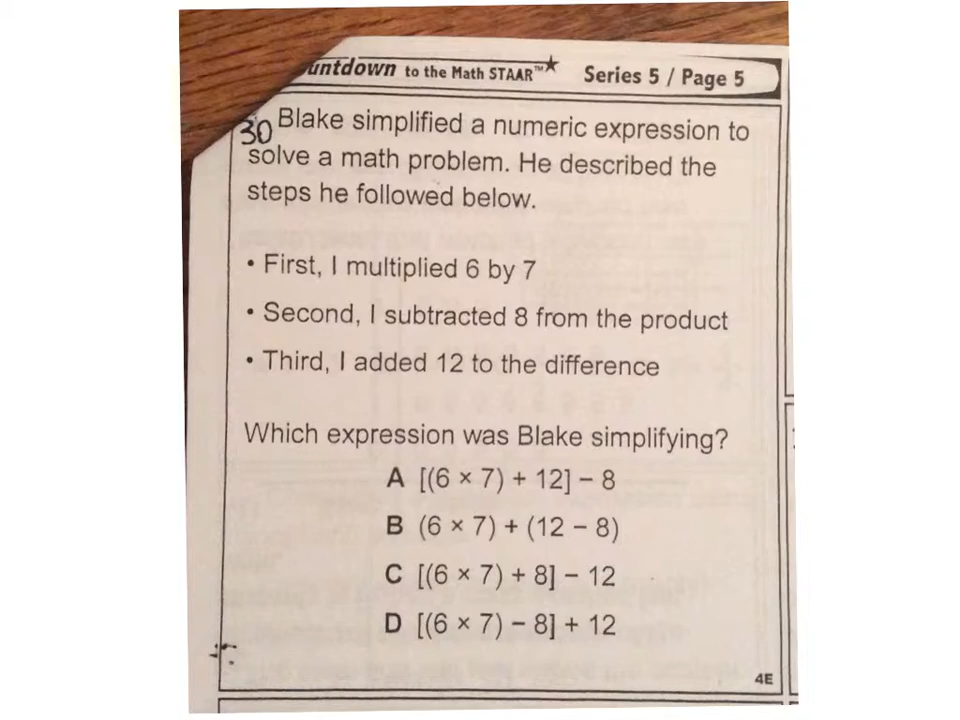 untdown to the Math STAAR™★ Series 5 / Page 5
30 Blake simplified a numeric expression to
solve a math problem. He described the
steps he followed below.
• First, I multiplied 6 by 7
• Second, I subtracted 8 from the product
• Third, I added 12 to the difference
Which expression was Blake simplifying?
A [(6 × 7) + 12] – 8
B (6 × 7) + (12 – 8)
C [(6 × 7) + 8] – 12
D [(6 × 7) – 8] + 12
4E